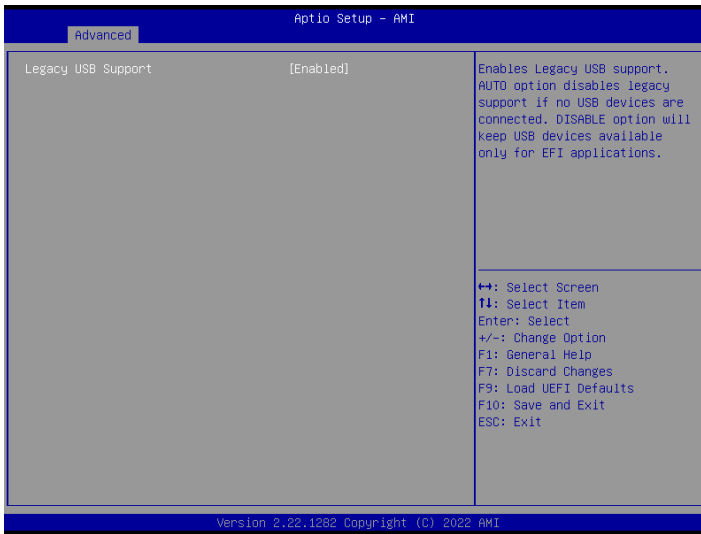 Aptio Setup – AMI
Advanced
Legacy USB Support [Enabled]
Enables Legacy USB support.
AUTO option disables legacy
support if no USB devices are
connected. DISABLE option will
keep USB devices available
only for EFI applications.
↔: Select Screen
↑↓: Select Item
Enter: Select
+/-: Change Option
F1: General Help
F7: Discard Changes
F9: Load UEFI Defaults
F10: Save and Exit
ESC: Exit
Version 2.22.1282 Copyright (C) 2022 AMI